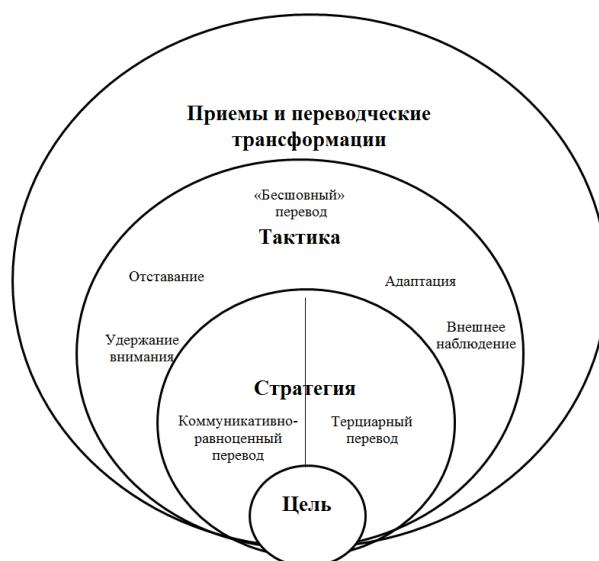 Приемы и переводческие
трансформации
«Бесшовный»
перевод
Тактика
Отставание
Адаптация
Удержание
внимания
Внешнее
наблюдение
Стратегия
Коммуникативно-
равноценный
перевод
Терциарный
перевод
Цель